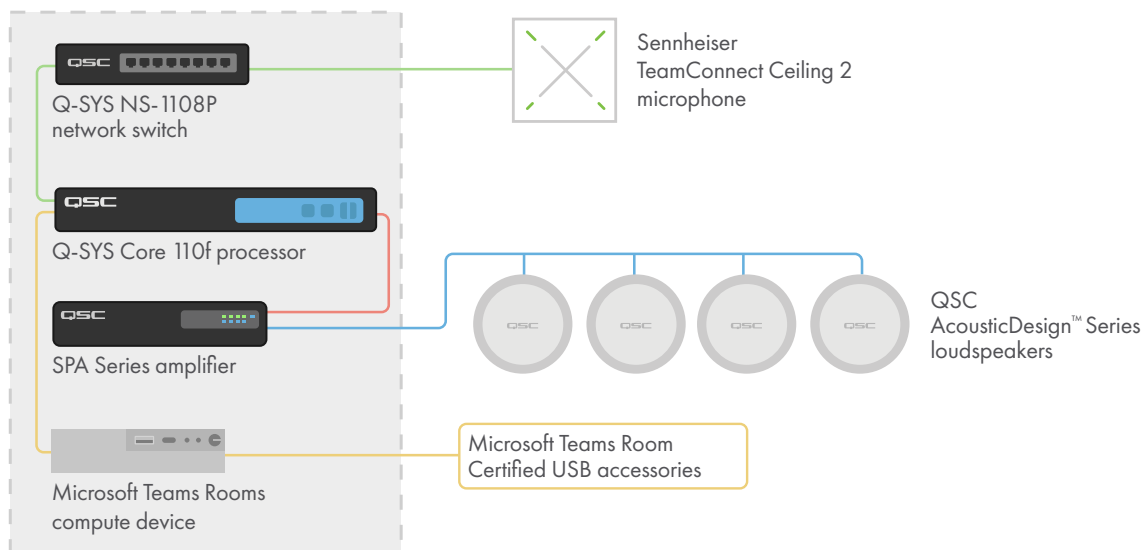 QSC
Q-SYS NS-1108P
network switch
Sennheiser
TeamConnect Ceiling 2
microphone
QSC
Q-SYS Core 110f processor
QSC
SPA Series amplifier
QSC
QSC
QSC
QSC
QSC
AcousticDesign™ Series
loudspeakers
Microsoft Teams Rooms
compute device
Microsoft Teams Room
Certified USB accessories